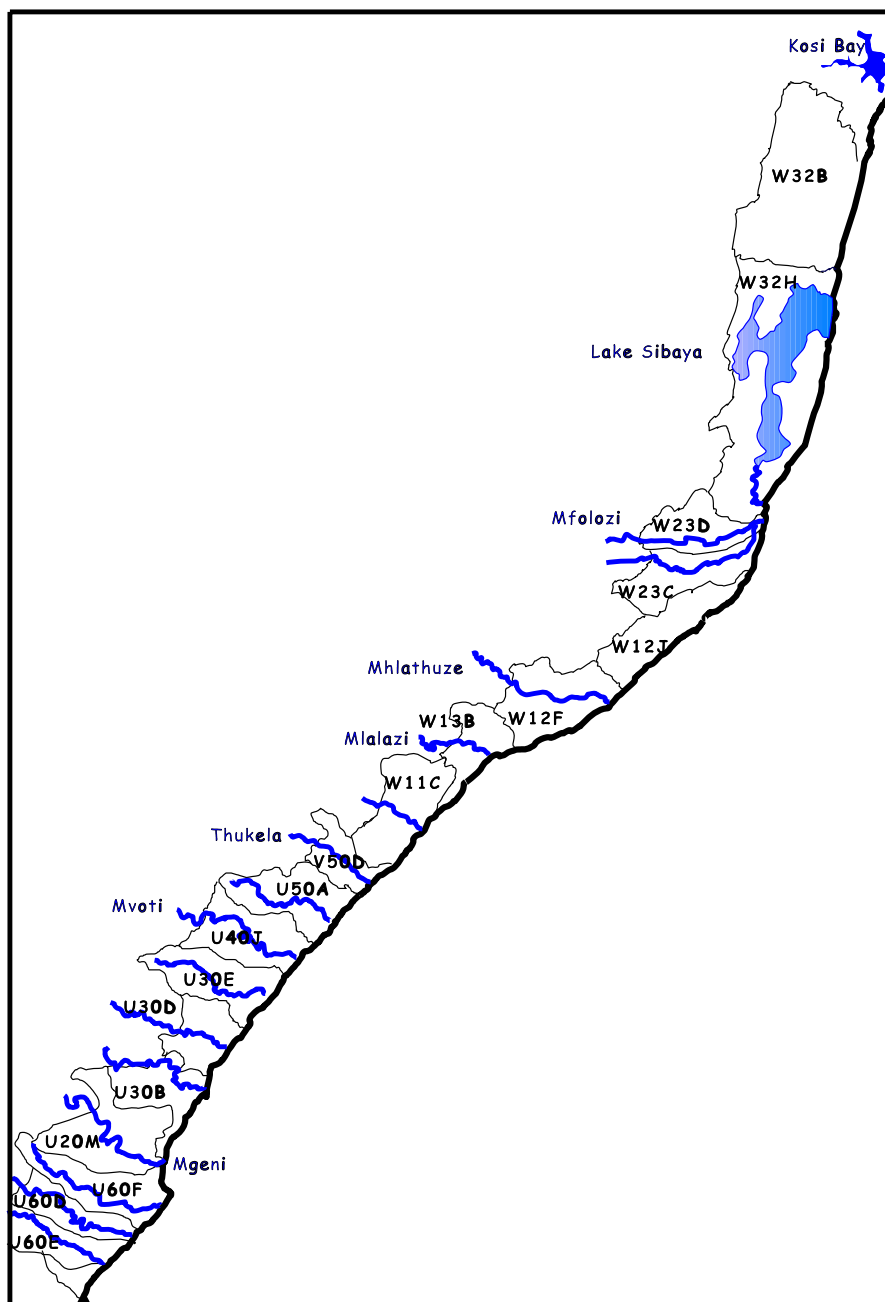 Kosi Bay
W32B
W32H
Lake Sibaya
Mfolozi
W23D
W23C
W12J
Mhlathuze
W12F
W13B
Mlalazi
W11C
Thukela
V50D
U50A
Mvoti
U40J
U30E
U30D
U30B
U20M
Mgeni
U60F
U60D
U60E